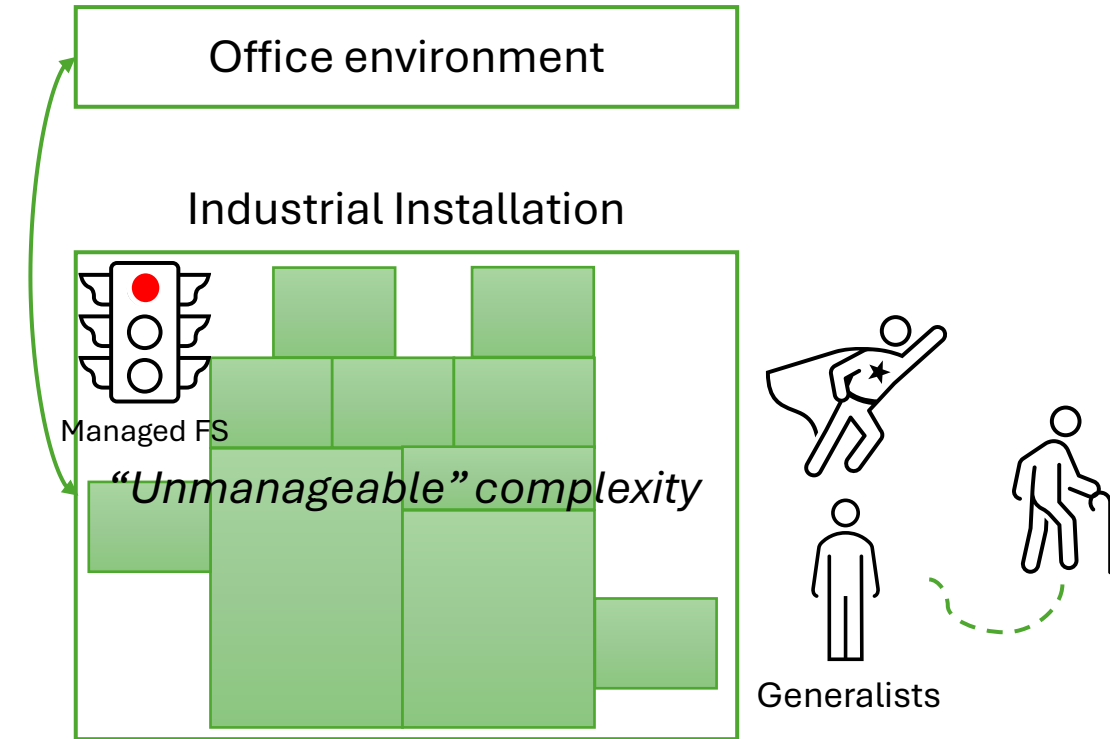 Office environment
Industrial Installation
Managed FS
“Unmanageable” complexity
Generalists